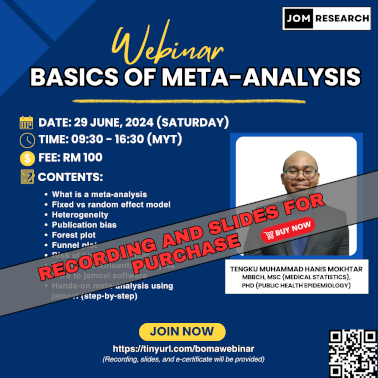 JOM RESEARCH
Webinar
BASICS OF META-ANALYSIS
DATE: 29 JUNE, 2024 (SATURDAY)
TIME: 09:30 - 16:30 (MYT)
FEE: RM 100
CONTENTS:
What is a meta-analysis
Fixed vs random effect model
Heterogeneity
Publication bias
Forest plot
Funnel plot
Risk of
jamovi software
Hands-on meta analysis using
jamovi (step-by-step)
RECORDING AND SLIDES FOR
PURCHASE
BUY NOW
TENGKU MUHAMMAD HANIS MOKHTAR
MBBCH, MSC (MEDICAL STATISTICS),
PHD (PUBLIC HEALTH EPIDEMIOLOGY)
JOIN NOW
https://tinyurl.com/bomawebinar
(Recording, slides, and e-certificate will be provided)